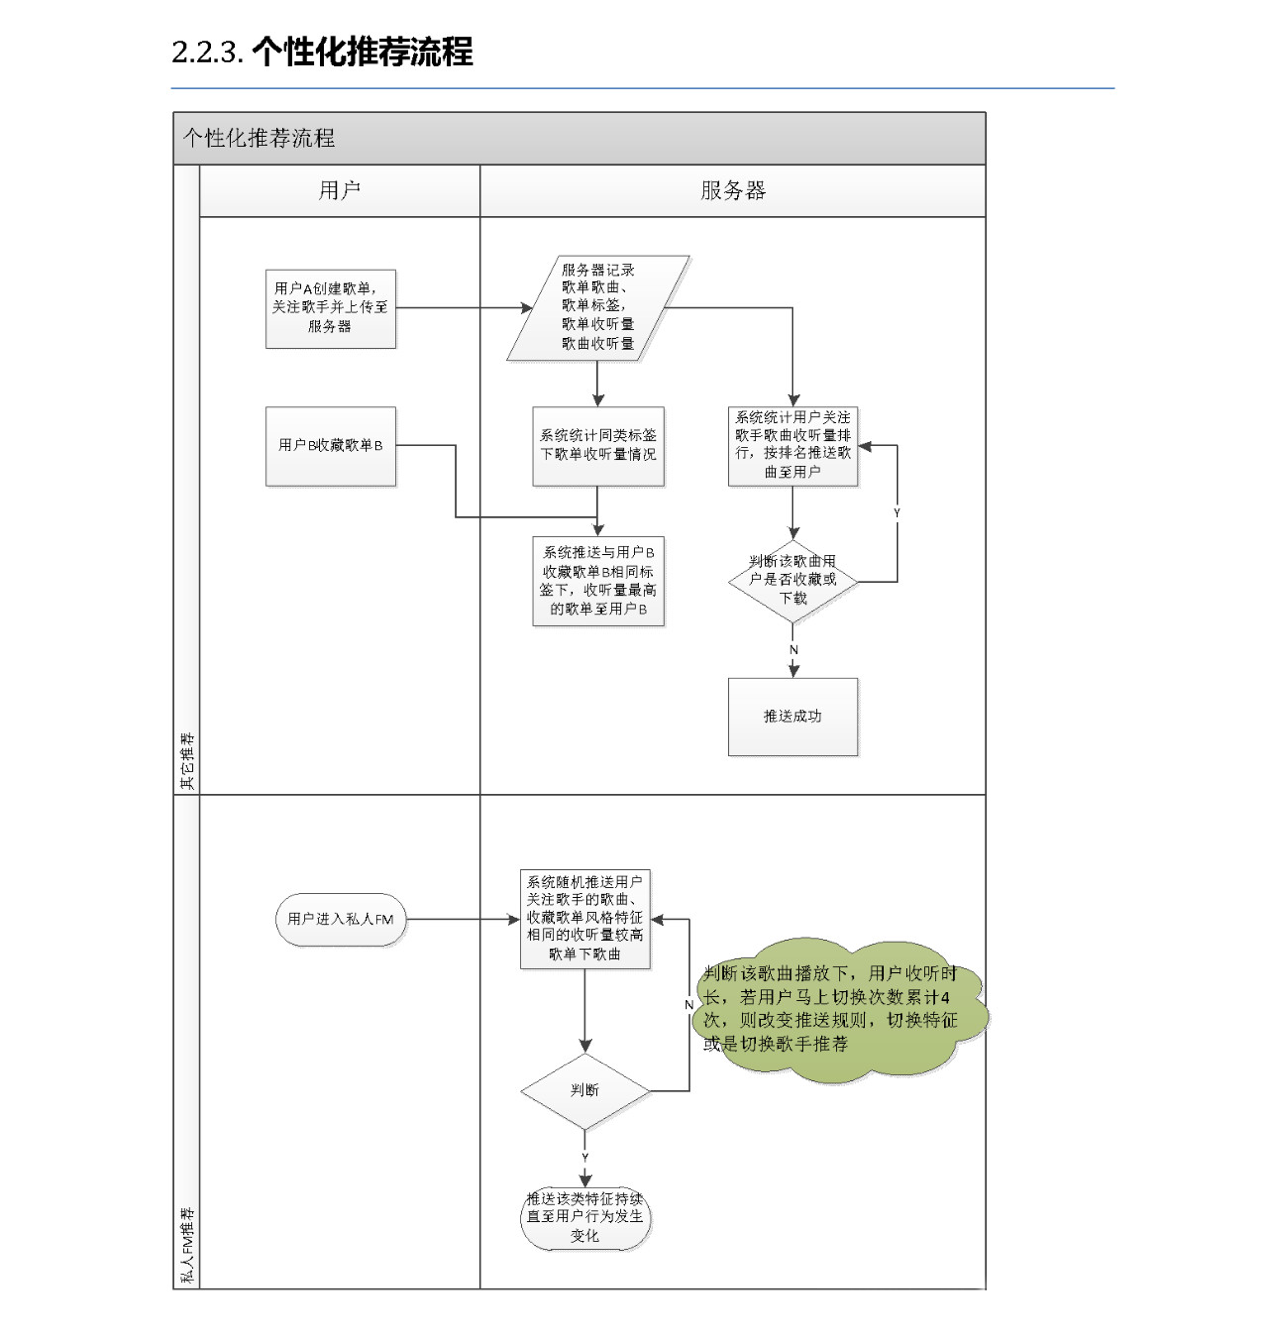 2.2.3. 个性化推荐流程
个性化推荐流程
用户
服务器
用户A创建歌单，
关注歌手并上传至
服务器
服务器记录
歌单歌曲、
歌单标签，
歌单收听量
歌曲收听量
用户B收藏歌单B
系统统计同类标签
下歌单收听量情况
系统统计用户关注
歌手歌曲收听量排
行，按排名推送歌
曲至用户
Y
系统推送与用户B
收藏歌单B相同标
签下，收听量最高
的歌单至用户B
判断该歌曲用
户是否收藏或
下载
N
推送成功
其它推荐
用户进入私人FM
系统随机推送用户
关注歌手的歌曲、
收藏歌单风格特征
相同的收听量较高
歌单下歌曲
N
判断该歌曲播放下，用户收听时
长，若用户马上切换次数累计4
次，则改变推送规则，切换特征
或是切换歌手推荐
判断
Y
推送该类特征持续
直至用户行为发生
变化
私人FM推荐